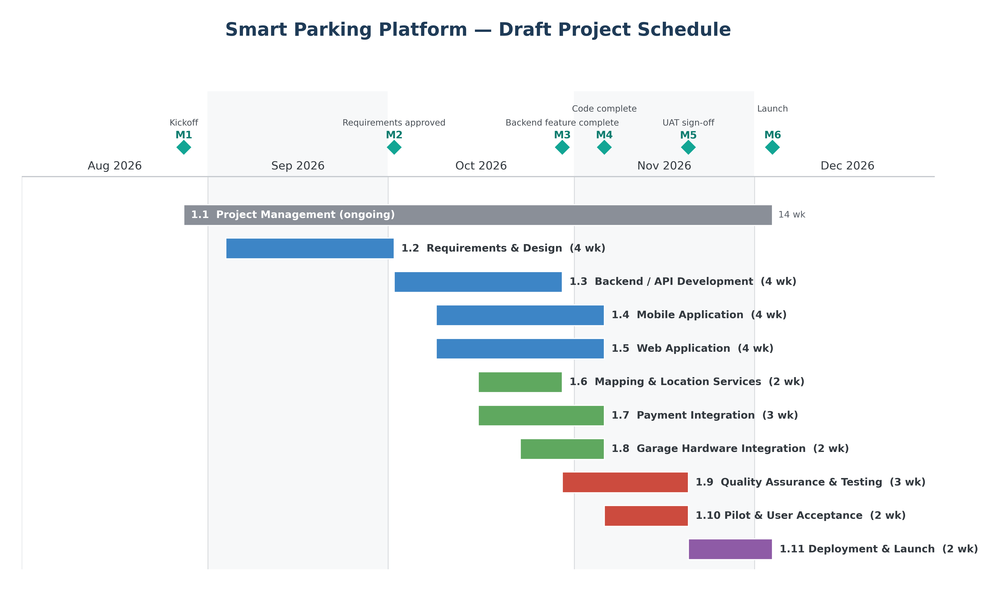 Smart Parking Platform — Draft Project Schedule
Code complete
Launch
Kickoff
Requirements approved
Backend feature complete
UAT sign-off
M1
M2
M3
M4
M5
M6
Aug 2026
Sep 2026
Oct 2026
Nov 2026
Dec 2026
1.1 Project Management (ongoing)
14 wk
1.2 Requirements & Design (4 wk)
1.3 Backend / API Development (4 wk)
1.4 Mobile Application (4 wk)
1.5 Web Application (4 wk)
1.6 Mapping & Location Services (2 wk)
1.7 Payment Integration (3 wk)
1.8 Garage Hardware Integration (2 wk)
1.9 Quality Assurance & Testing (3 wk)
1.10 Pilot & User Acceptance (2 wk)
1.11 Deployment & Launch (2 wk)